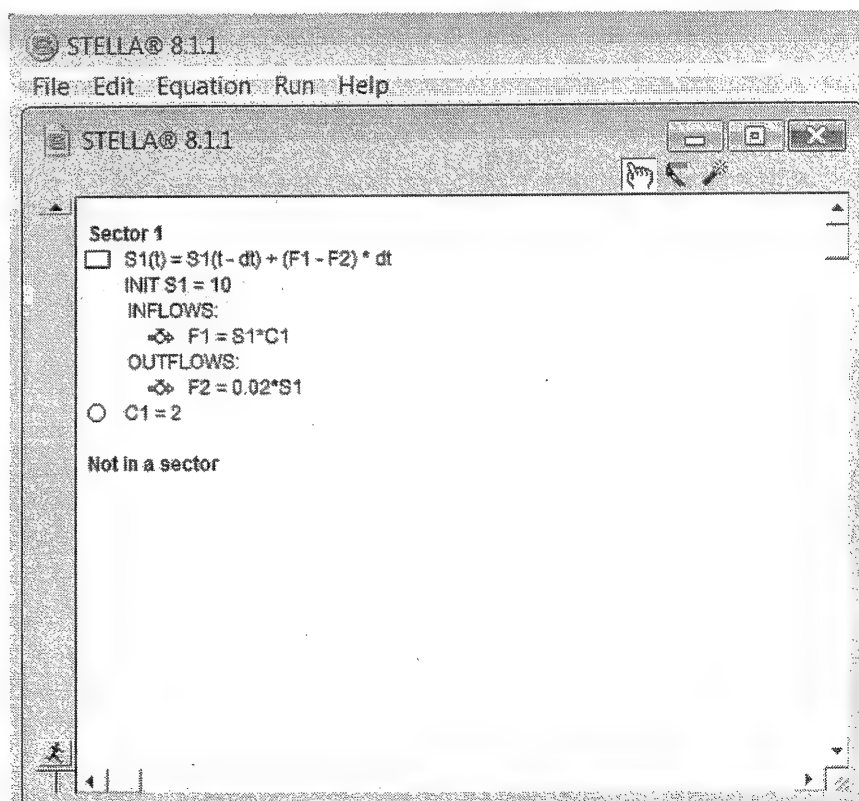 STELLA® 8.1.1
File Edit Equation Run Help
STELLA® 8.1.1
Sector 1
S1(t) = S1(t - dt) + (F1 - F2) * dt
INIT S1 = 10
INFLOWS:
F1 = S1*C1
OUTFLOWS:
F2 = 0.02*S1
C1 = 2
Not in a sector